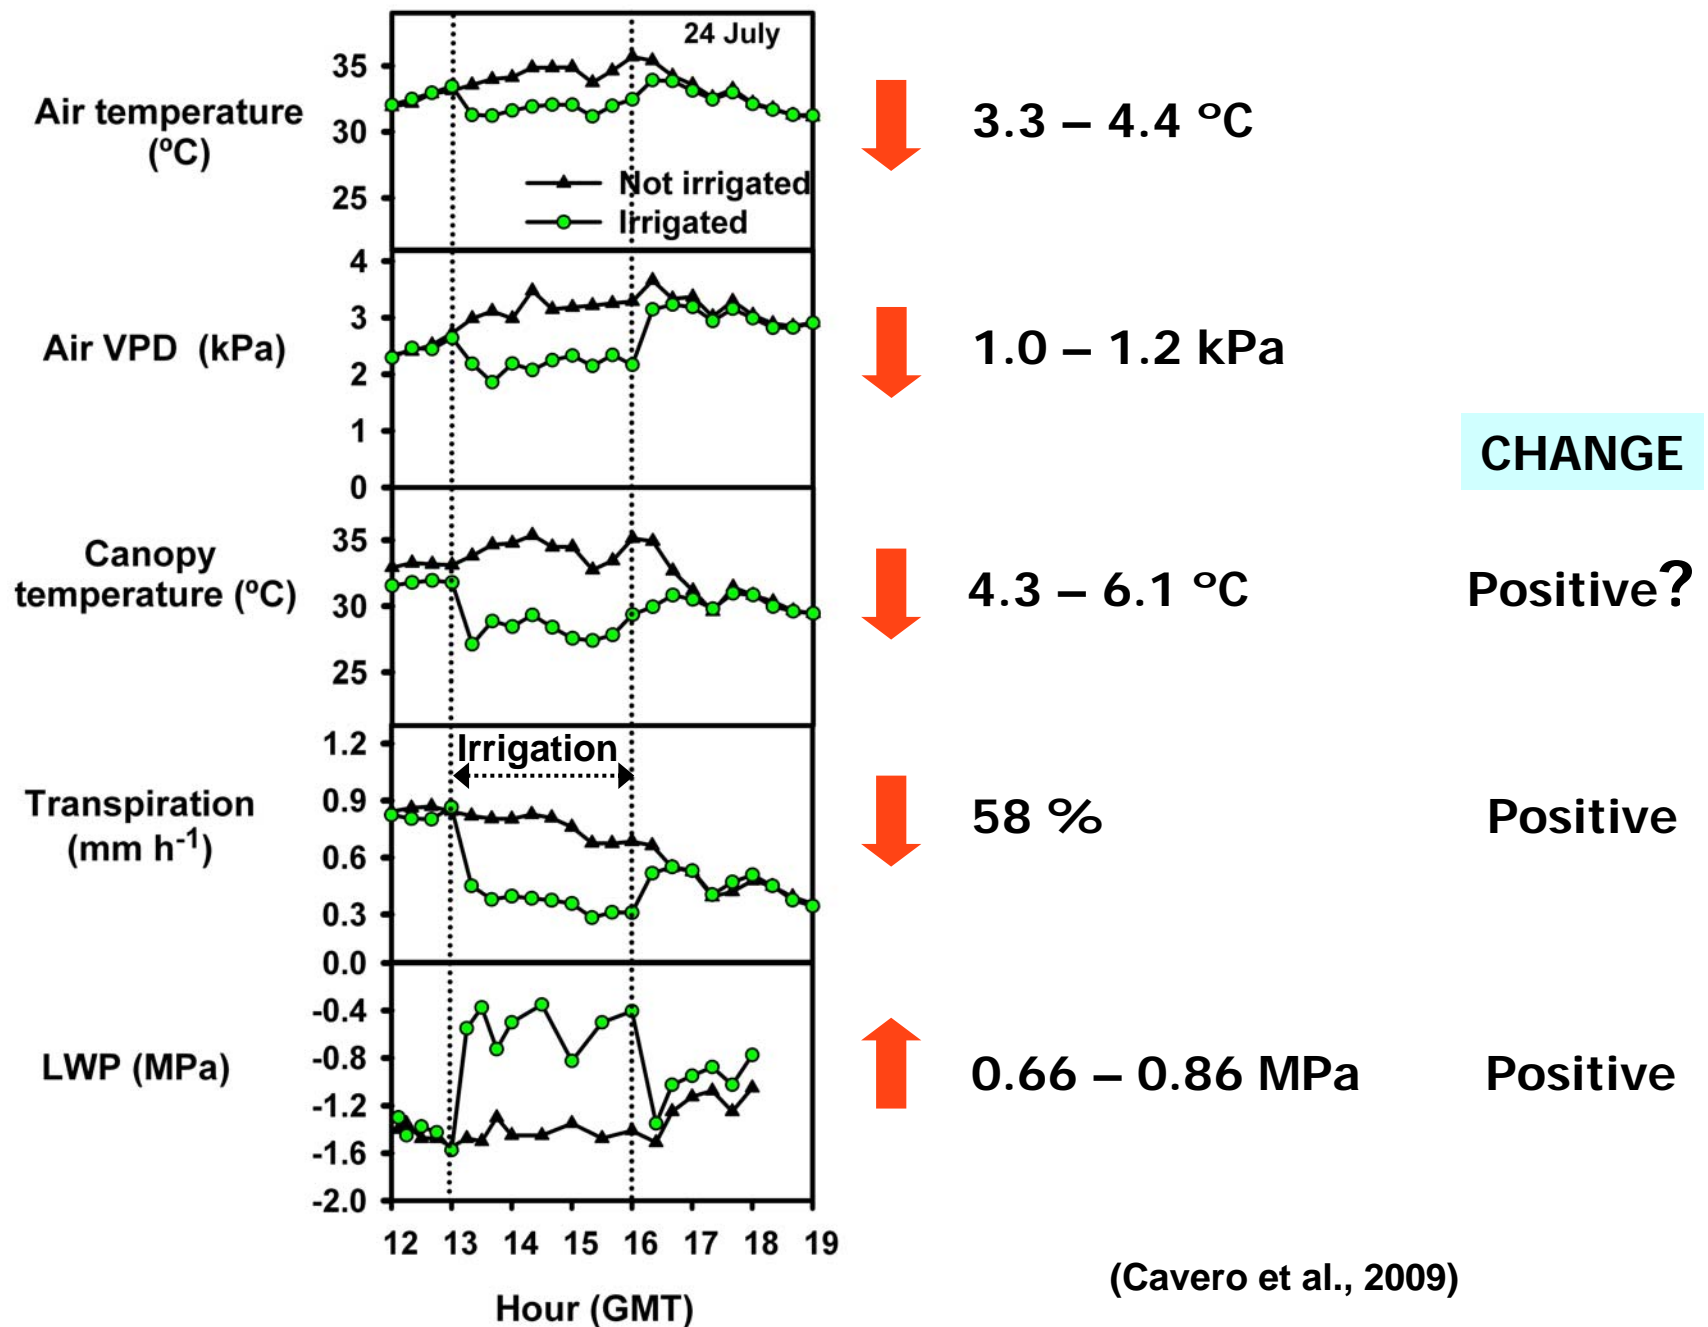 24 July
Air temperature
(ºC)
35
30
25
Not irrigated
Irrigated
3.3 – 4.4 ºC
Air VPD (kPa)
4
3
2
1
0
1.0 – 1.2 kPa
CHANGE
Canopy
temperature (ºC)
35
30
25
4.3 – 6.1 ºC
Positive?
Transpiration
(mm h-1)
1.2
0.9
0.6
0.3
0.0
Irrigation
58 %
Positive
LWP (MPa)
-0.4
-0.8
-1.2
-1.6
-2.0
0.66 – 0.86 MPa
Positive
12 13 14 15 16 17 18 19
Hour (GMT)
(Cavero et al., 2009)